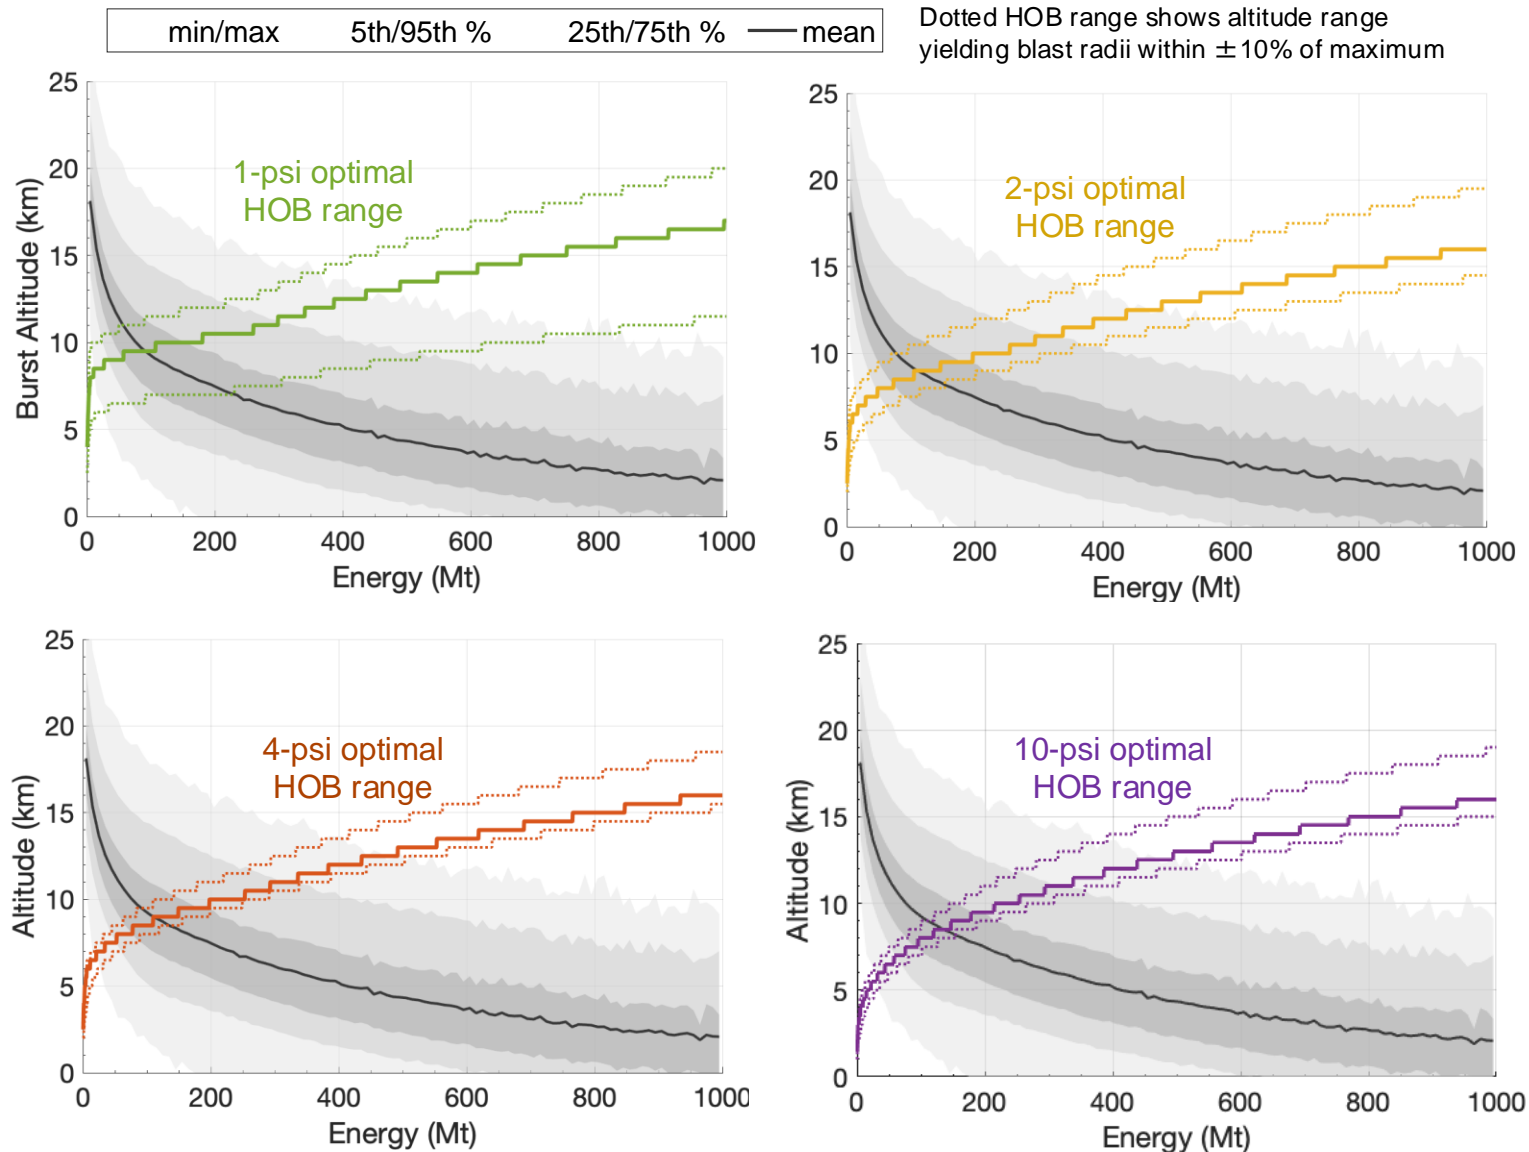 min/max 5th/95th % 25th/75th % mean
Dotted HOB range shows altitude range
yielding blast radii within ±10% of maximum
25
20
15
10
5
0
Burst Altitude (km)
1-psi optimal
HOB range
0 200 400 600 800 1000
Energy (Mt)
25
20
15
10
5
0
2-psi optimal
HOB range
0 200 400 600 800 1000
Energy (Mt)
25
20
15
10
5
0
Altitude (km)
4-psi optimal
HOB range
0 200 400 600 800 1000
Energy (Mt)
25
20
15
10
5
0
Altitude (km)
10-psi optimal
HOB range
0 200 400 600 800 1000
Energy (Mt)